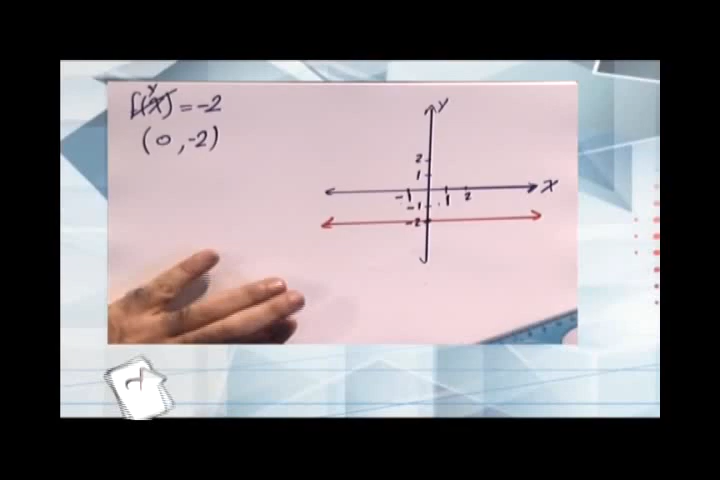 [(x)] y = -2
(0, -2)
y
2
1
-1 1 2 x
-1
-2